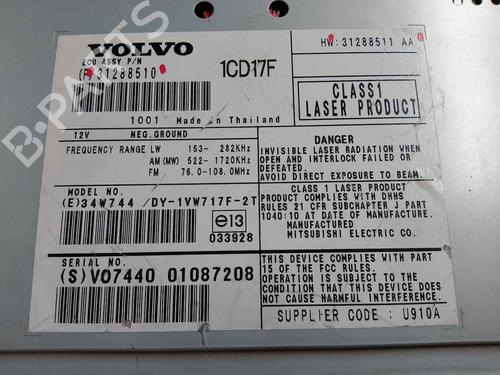 VOLVO
ECU ASSY P/N
(P)31288510
1CD17F
HW: 31288511 AA
1001 Made in Thailand
CLASS1
LASER PRODUCT
12V NEG.GROUND
FREQUENCY RANGE LW 153- 282KHz
AM(MW) 522- 1720KHz
FM 76.0-108.0MHz
DANGER
INVISIBLE LASER RADIATION WHEN
OPEN AND INTERLOCK FAILED OR
DEFEATED.
AVOID DIRECT EXPOSURE TO BEAM.
MODEL NO.
(E)34W744 /DY-1VW717F-2T
e13
033928
CLASS 1 LASER PRODUCT
PRODUCT COMPLIES WITH DHHS
RULES 21 CFR SUBCHAPTER J PART
1040:10 AT DATE OF MANUFACTURE.
MANUFACTURED
MITSUBISHI ELECTRIC CORP.
SERIAL NO.
(S)V07440 01087208
THIS DEVICE COMPLIES WITH PART
15 OF THE FCC RULES.
OPERATION IS SUBJECT TO THE
CONDITION THAT THIS DEVICE DOES
NOT CAUSE HARMFUL INTERFERENCE.
SUPPLIER CODE : U910A
B-PARTS